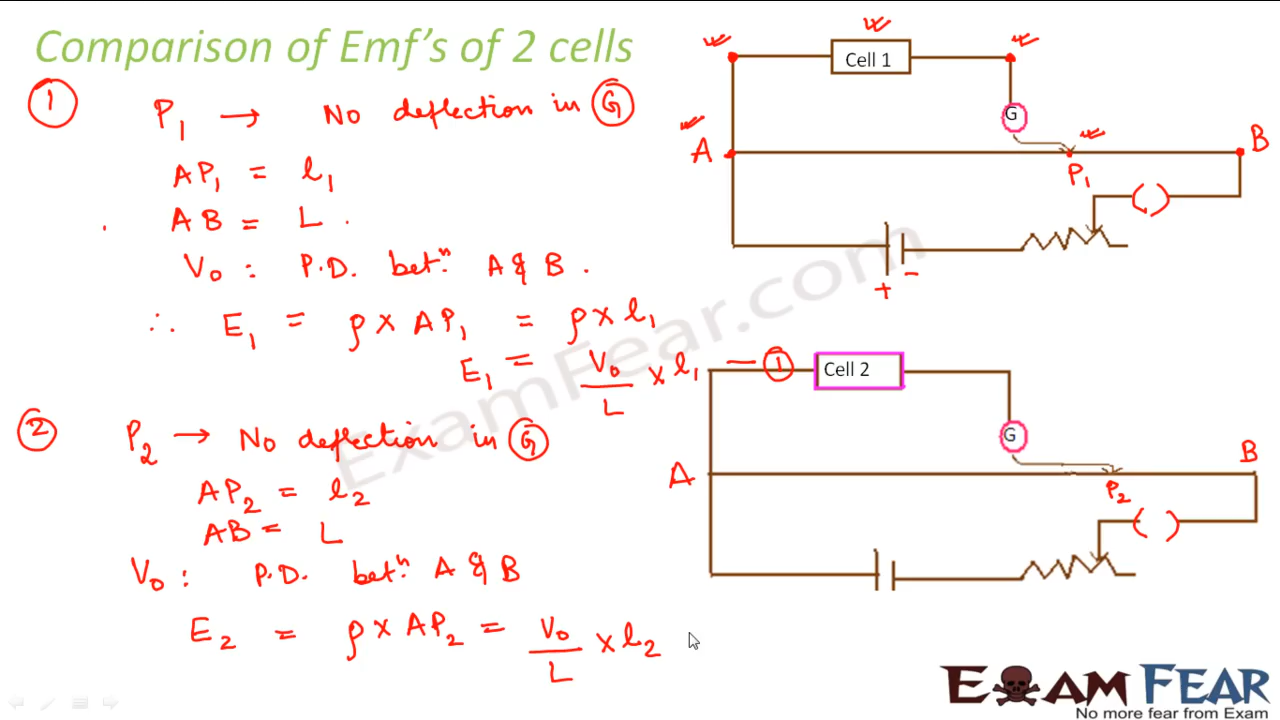 Comparison of Emf's of 2 cells
① P₁ → No deflection in Ⓖ
AP₁ = l₁
AB = L .
V₀ : P.D. betⁿ. A & B .
∴ E₁ = ρ × AP₁ = ρ × l₁
E₁ = V₀/L × l₁ — ①
② P₂ → No deflection in Ⓖ
AP₂ = l₂
AB = L
V₀ : P.D. betⁿ. A & B
E₂ = ρ × AP₂ = V₀/L × l₂
Cell 1
G
A
B
P₁
( )
+ -
Cell 2
G
A
B
P₂
( )
ExamFear.com
EXAM FEAR
No more fear from Exam